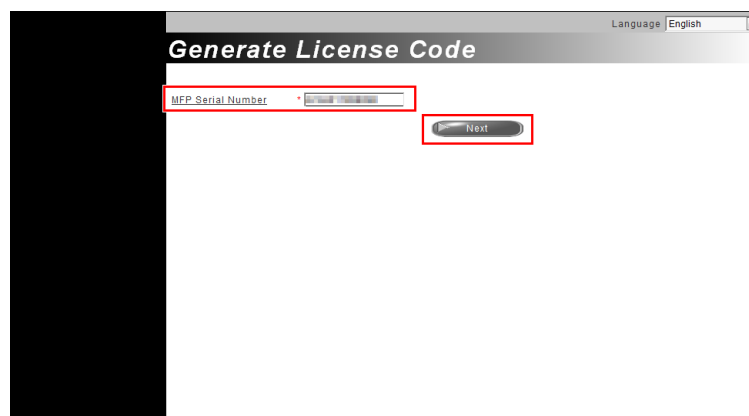 Language English
Generate License Code
MFP Serial Number *
Next